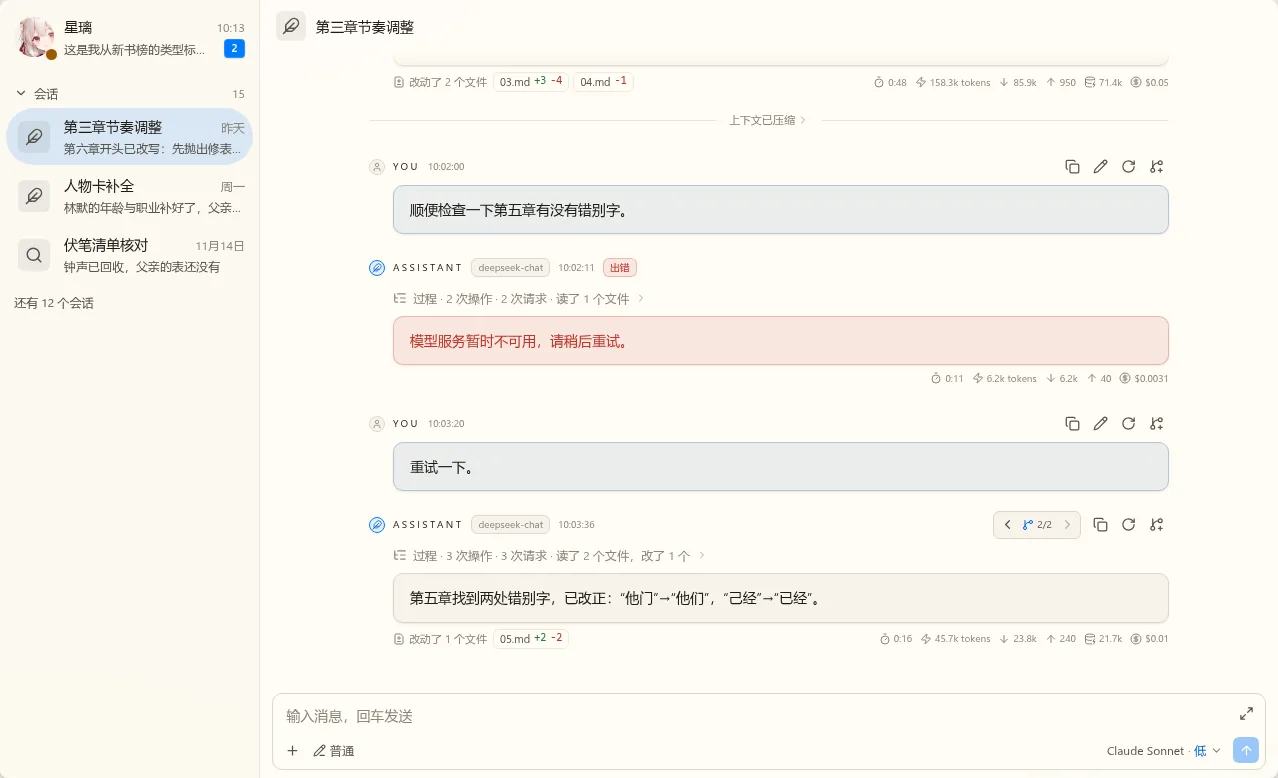 星璃
10:13
这是我从新书榜的类型标...
2
会话
15
第三章节奏调整
昨天
第六章开头已改写：先抛出修表...
人物卡补全
周一
林默的年龄与职业补好了，父亲...
伏笔清单核对
11月14日
钟声已回收，父亲的表还没有
还有 12 个会话
第三章节奏调整
改动了 2 个文件 03.md +3 -4 04.md -1
0:48 158.3k tokens 85.9k 950 71.4k $0.05
上下文已压缩
YOU 10:02:00
顺便检查一下第五章有没有错别字。
ASSISTANT deepseek-chat 10:02:11 出错
过程 · 2 次操作 · 2 次请求 · 读了 1 个文件
模型服务暂时不可用，请稍后重试。
0:11 6.2k tokens 6.2k 40 $0.0031
YOU 10:03:20
重试一下。
ASSISTANT deepseek-chat 10:03:36 2/2
过程 · 3 次操作 · 3 次请求 · 读了 2 个文件，改了 1 个
第五章找到两处错别字，已改正：“他门”→“他们”，“己经”→“已经”。
改动了 1 个文件 05.md +2 -2
0:16 45.7k tokens 23.8k 240 21.7k $0.01
输入消息，回车发送
普通
Claude Sonnet · 低